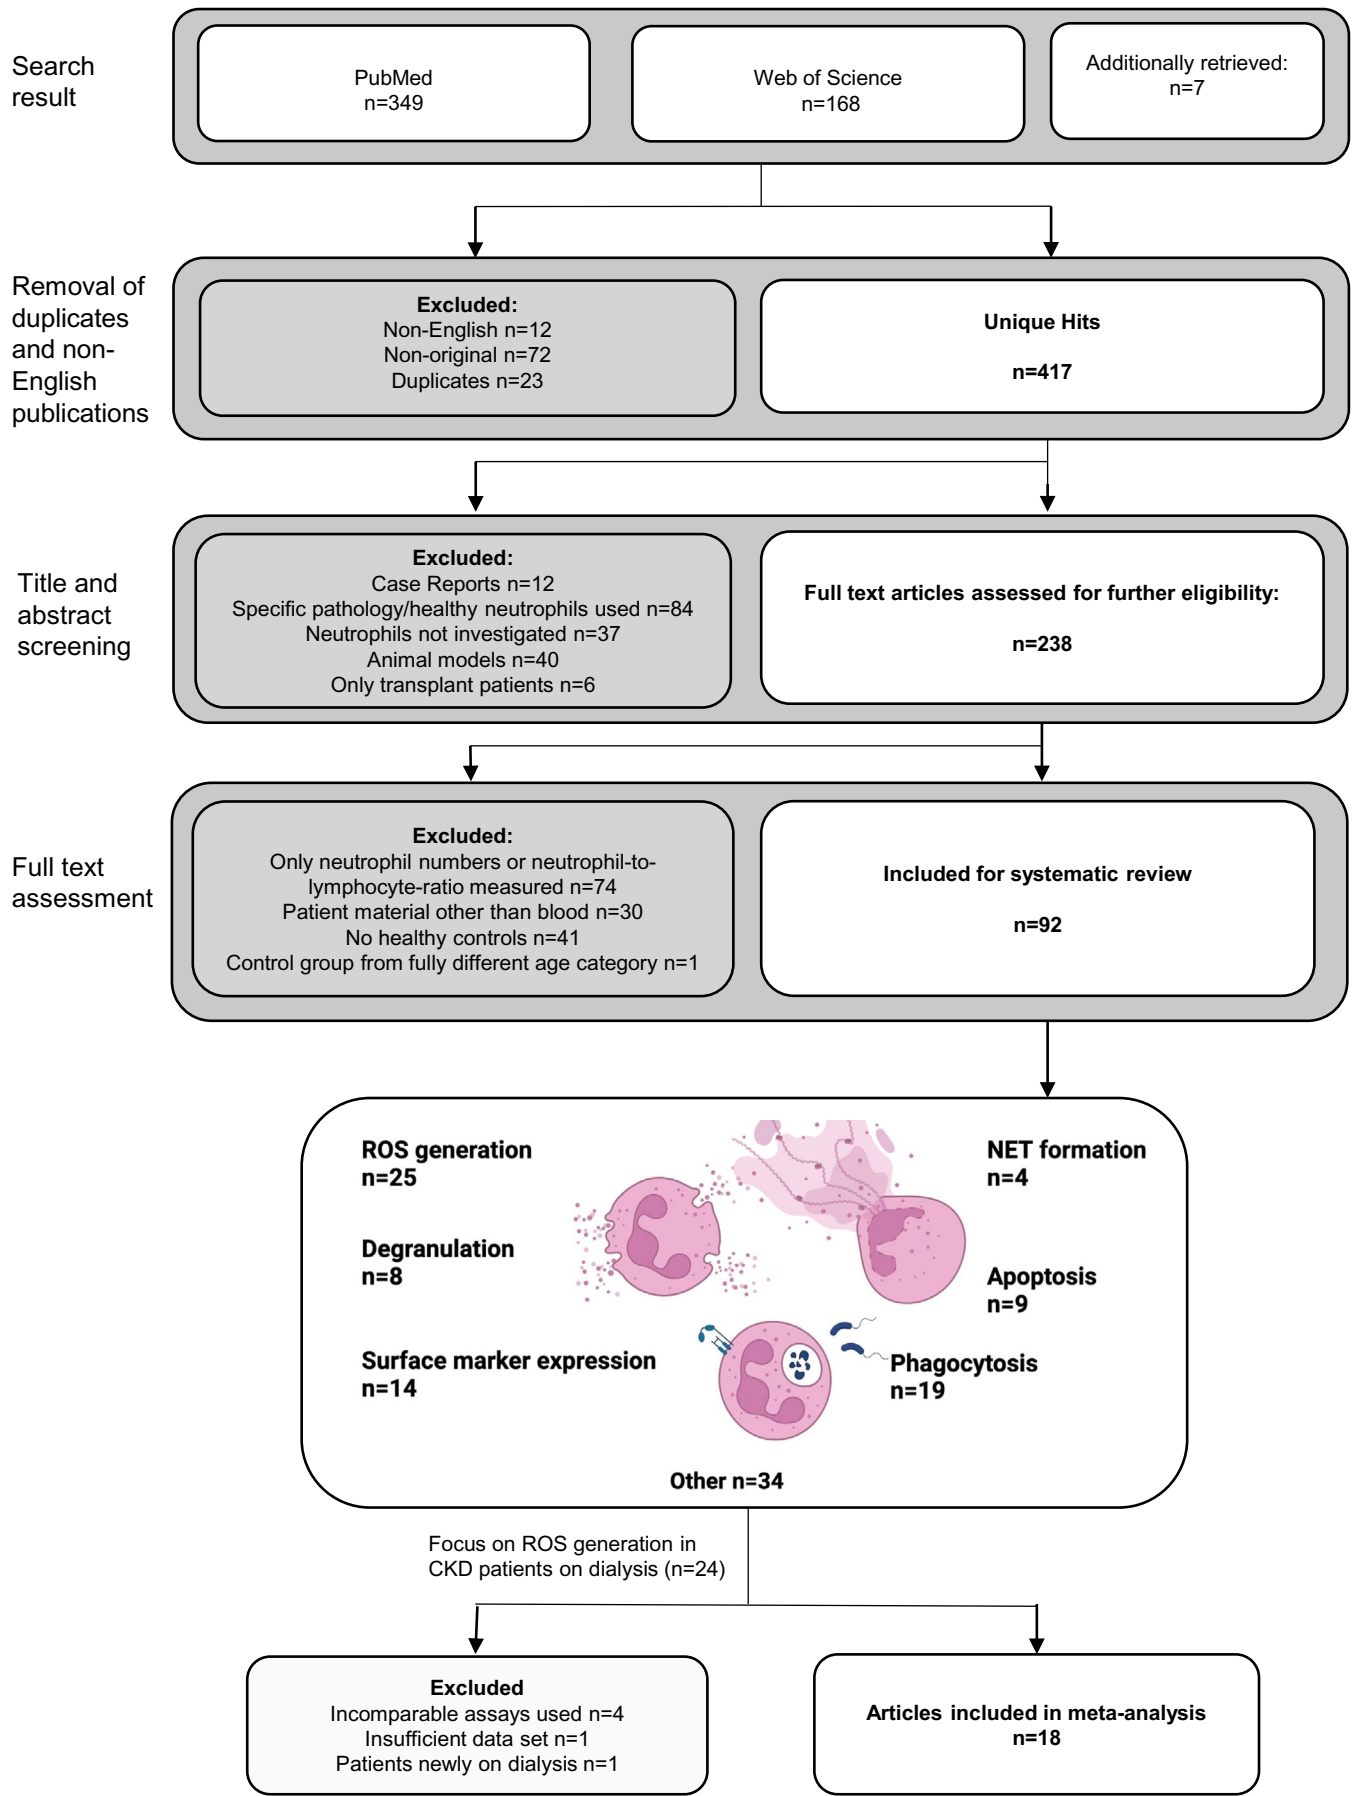 Search
result
PubMed
n=349
Web of Science
n=168
Additionally retrieved:
n=7
Removal of
duplicates
and non-
English
publications
Excluded:
Non-English n=12
Non-original n=72
Duplicates n=23
Unique Hits
n=417
Title and
abstract
screening
Excluded:
Case Reports n=12
Specific pathology/healthy neutrophils used n=84
Neutrophils not investigated n=37
Animal models n=40
Only transplant patients n=6
Full text articles assessed for further eligibility:
n=238
Full text
assessment
Excluded:
Only neutrophil numbers or neutrophil-to-
lymphocyte-ratio measured n=74
Patient material other than blood n=30
No healthy controls n=41
Control group from fully different age category n=1
Included for systematic review
n=92
ROS generation
n=25
NET formation
n=4
Degranulation
n=8
Apoptosis
n=9
Surface marker expression
n=14
Phagocytosis
n=19
Other n=34
Focus on ROS generation in
CKD patients on dialysis (n=24)
Excluded
Incomparable assays used n=4
Insufficient data set n=1
Patients newly on dialysis n=1
Articles included in meta-analysis
n=18